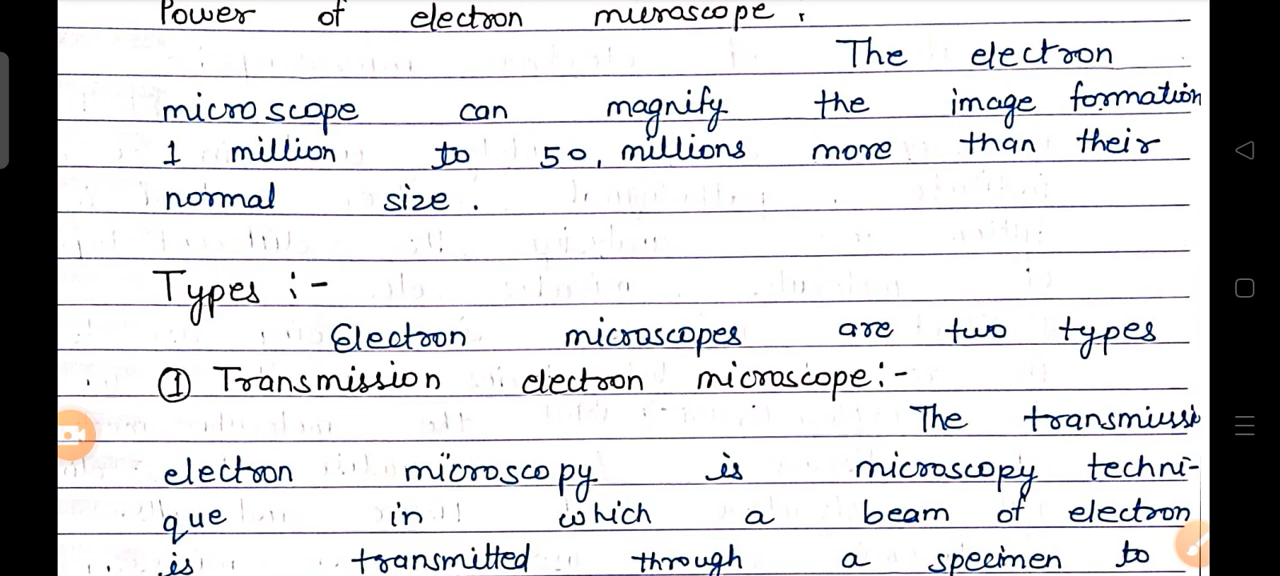 Power of electron microscope.
The electron
microscope can magnify the image formation
1 million to 50, millions more than their
normal size.
Types :-
Electron microscopes are two types
① Transmission electron microscope:-
The transmissi
electron microscopy is microscopy techni-
que in which a beam of electron
is transmitted through a specimen to